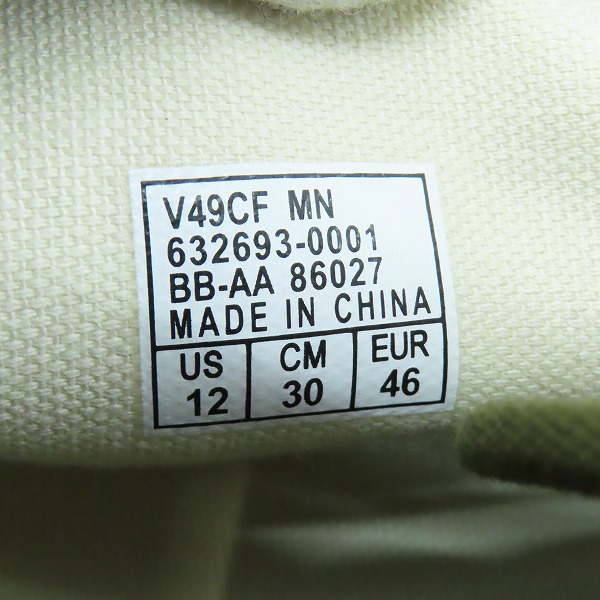 V49CF MN
632693-0001
BB-AA 86027
MADE IN CHINA
US CM EUR
12 30 46